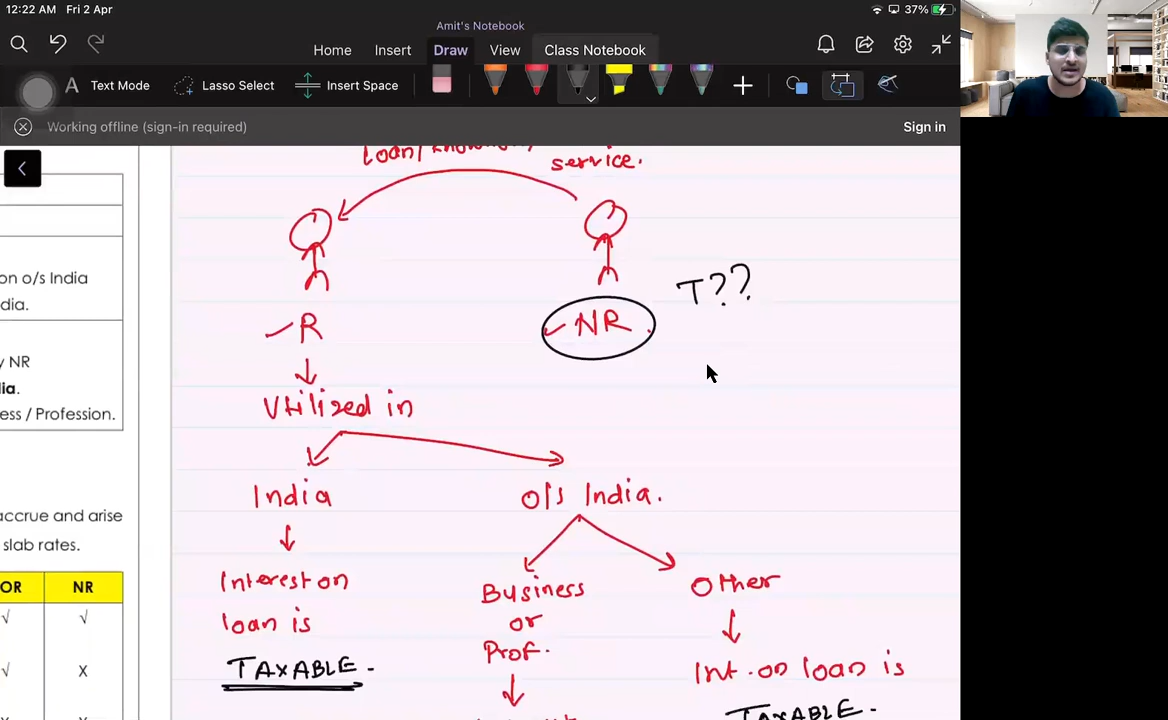 12:22 AM Fri 2 Apr
37%
Amit's Notebook
Home Insert Draw View Class Notebook
A Text Mode Lasso Select Insert Space
Working offline (sign-in required) Sign in
loan/
service.
on o/s India
dia.
y NR
ia.
ess / Profession.
accrue and arise
slab rates.
OR NR
√ √
√ X
T??
R NR
Utilized in
India O/s India.
Interest on
loan is
TAXABLE.
Business
or
Prof.
Other
Int. on loan is
TAXABLE.